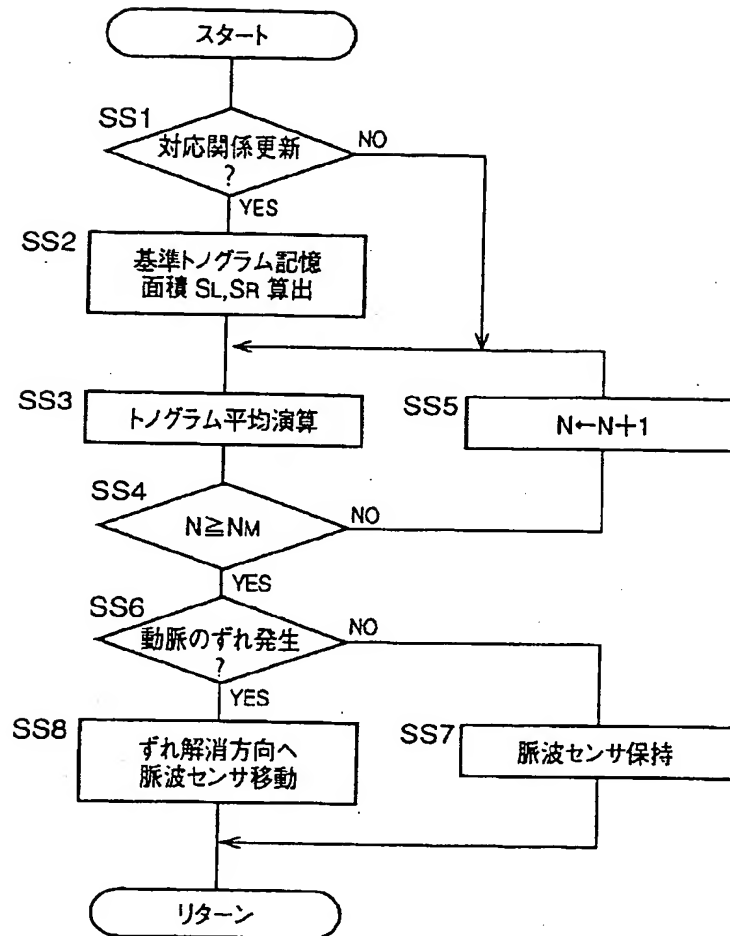 スタート
SS1
対応関係更新
?
NO
YES
SS2
基準トノグラム記憶
面積 SL,SR 算出
SS3
トノグラム平均演算
SS5
N←N+1
SS4
N≧NM
NO
YES
SS6
動脈のずれ発生
?
NO
YES
SS8
ずれ解消方向へ
脈波センサ移動
SS7
脈波センサ保持
リターン